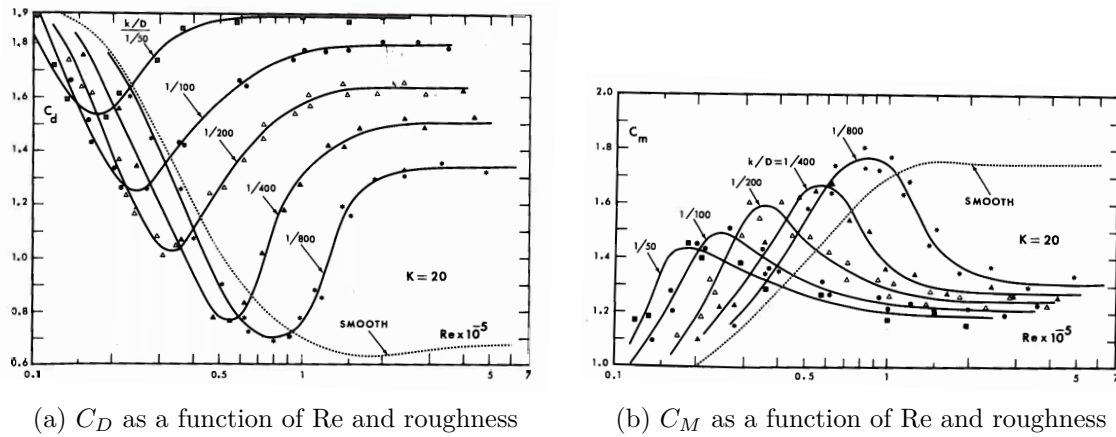 1.9
1.8
1.6
C_d
1.4
1.2
1.0
0.8
0.6
0.1
0.2
0.5
1
2
5
7
k/D
1/50
1/100
1/200
1/400
1/800
K = 20
SMOOTH
Re x 10^-5
(a) C_D as a function of Re and roughness
2.0
1.8
1.6
1.4
1.2
1.0
C_m
0.1
0.5
1
5
7
1/800
k/D=1/400
1/200
1/100
1/50
SMOOTH
K = 20
Re x 10^-5
(b) C_M as a function of Re and roughness